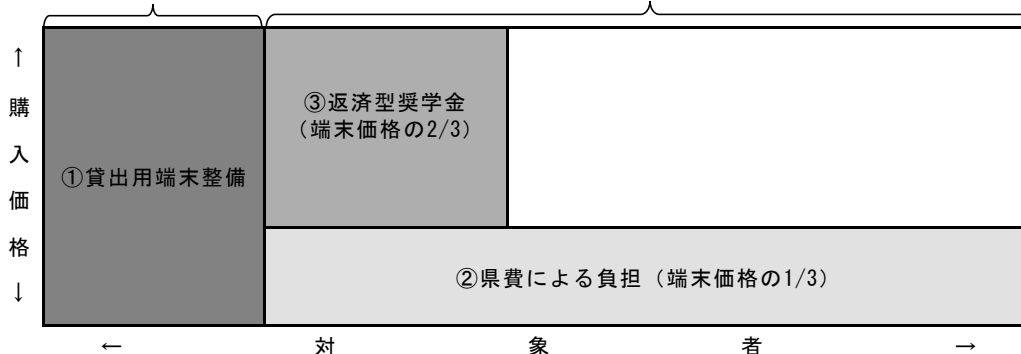 ↑
購
入
価
格
↓
①貸出用端末整備
③返済型奨学金
（端末価格の2/3）
②県費による負担（端末価格の1/3）
← 対 象 者 →